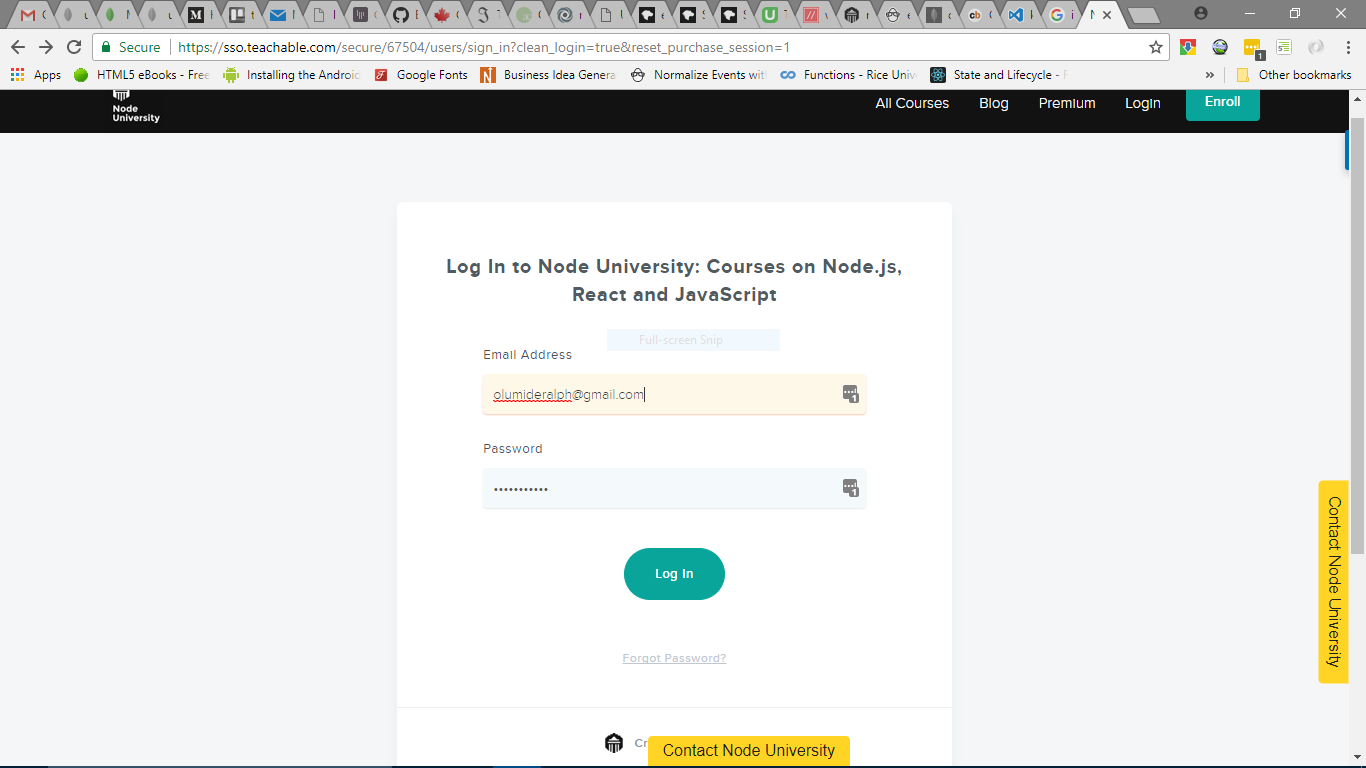 Secure https://sso.teachable.com/secure/67504/users/sign_in?clean_login=true&reset_purchase_session=1
Apps HTML5 eBooks - Free Installing the Android Google Fonts Business Idea Genera Normalize Events with Functions - Rice Univ State and Lifecycle - » Other bookmarks
Node
University
All Courses Blog Premium Login Enroll
Log In to Node University: Courses on Node.js,
React and JavaScript
Full-screen Snip
Email Address
olumideralph@gmail.com
Password
•••••••••••
Log In
Forgot Password?
Contact Node University
Contact Node University